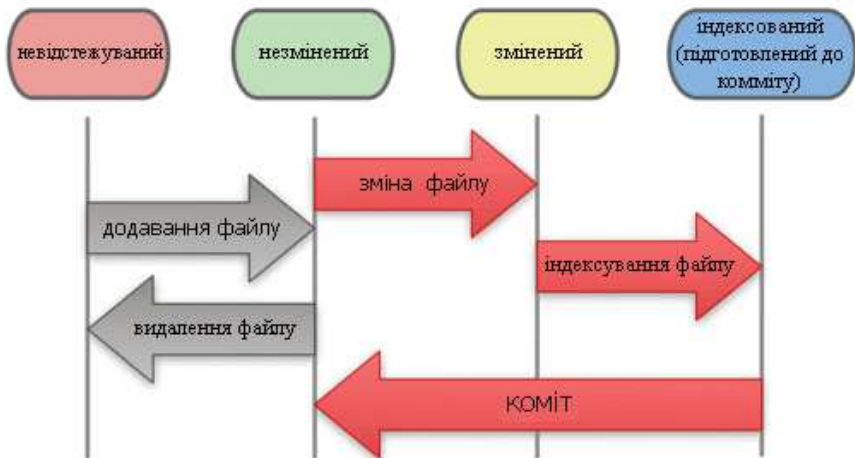 невідстежуваний
незмінений
змінений
індексований
(підготовлений до
комміту)
зміна файлу
додавання файлу
індексування файлу
видалення файлу
КОМІТ